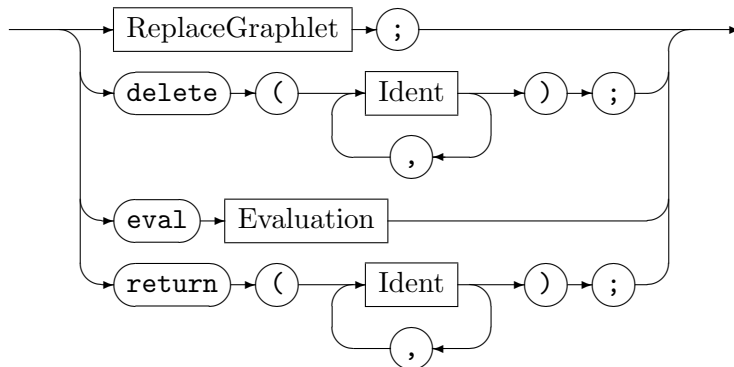 ReplaceGraphlet ;
delete ( Ident ) ;
,
eval Evaluation
return ( Ident ) ;
,